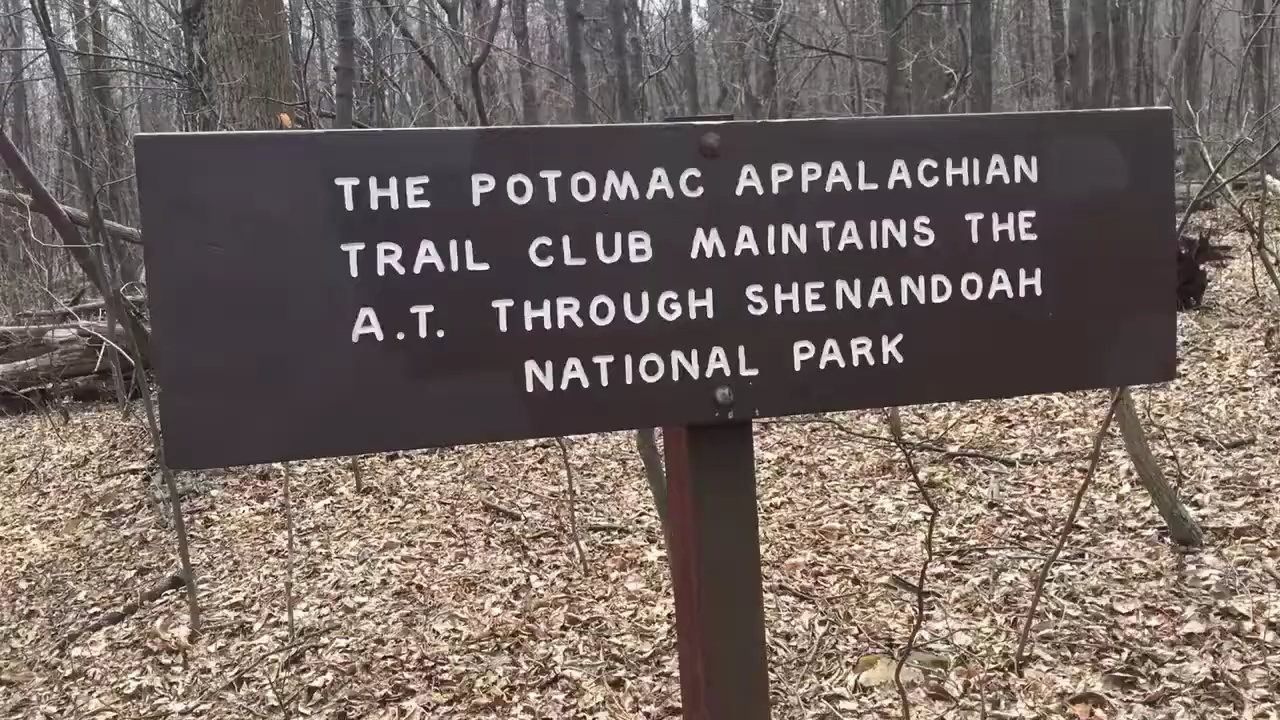 THE POTOMAC APPALACHIAN
TRAIL CLUB MAINTAINS THE
A.T. THROUGH SHENANDOAH
NATIONAL PARK